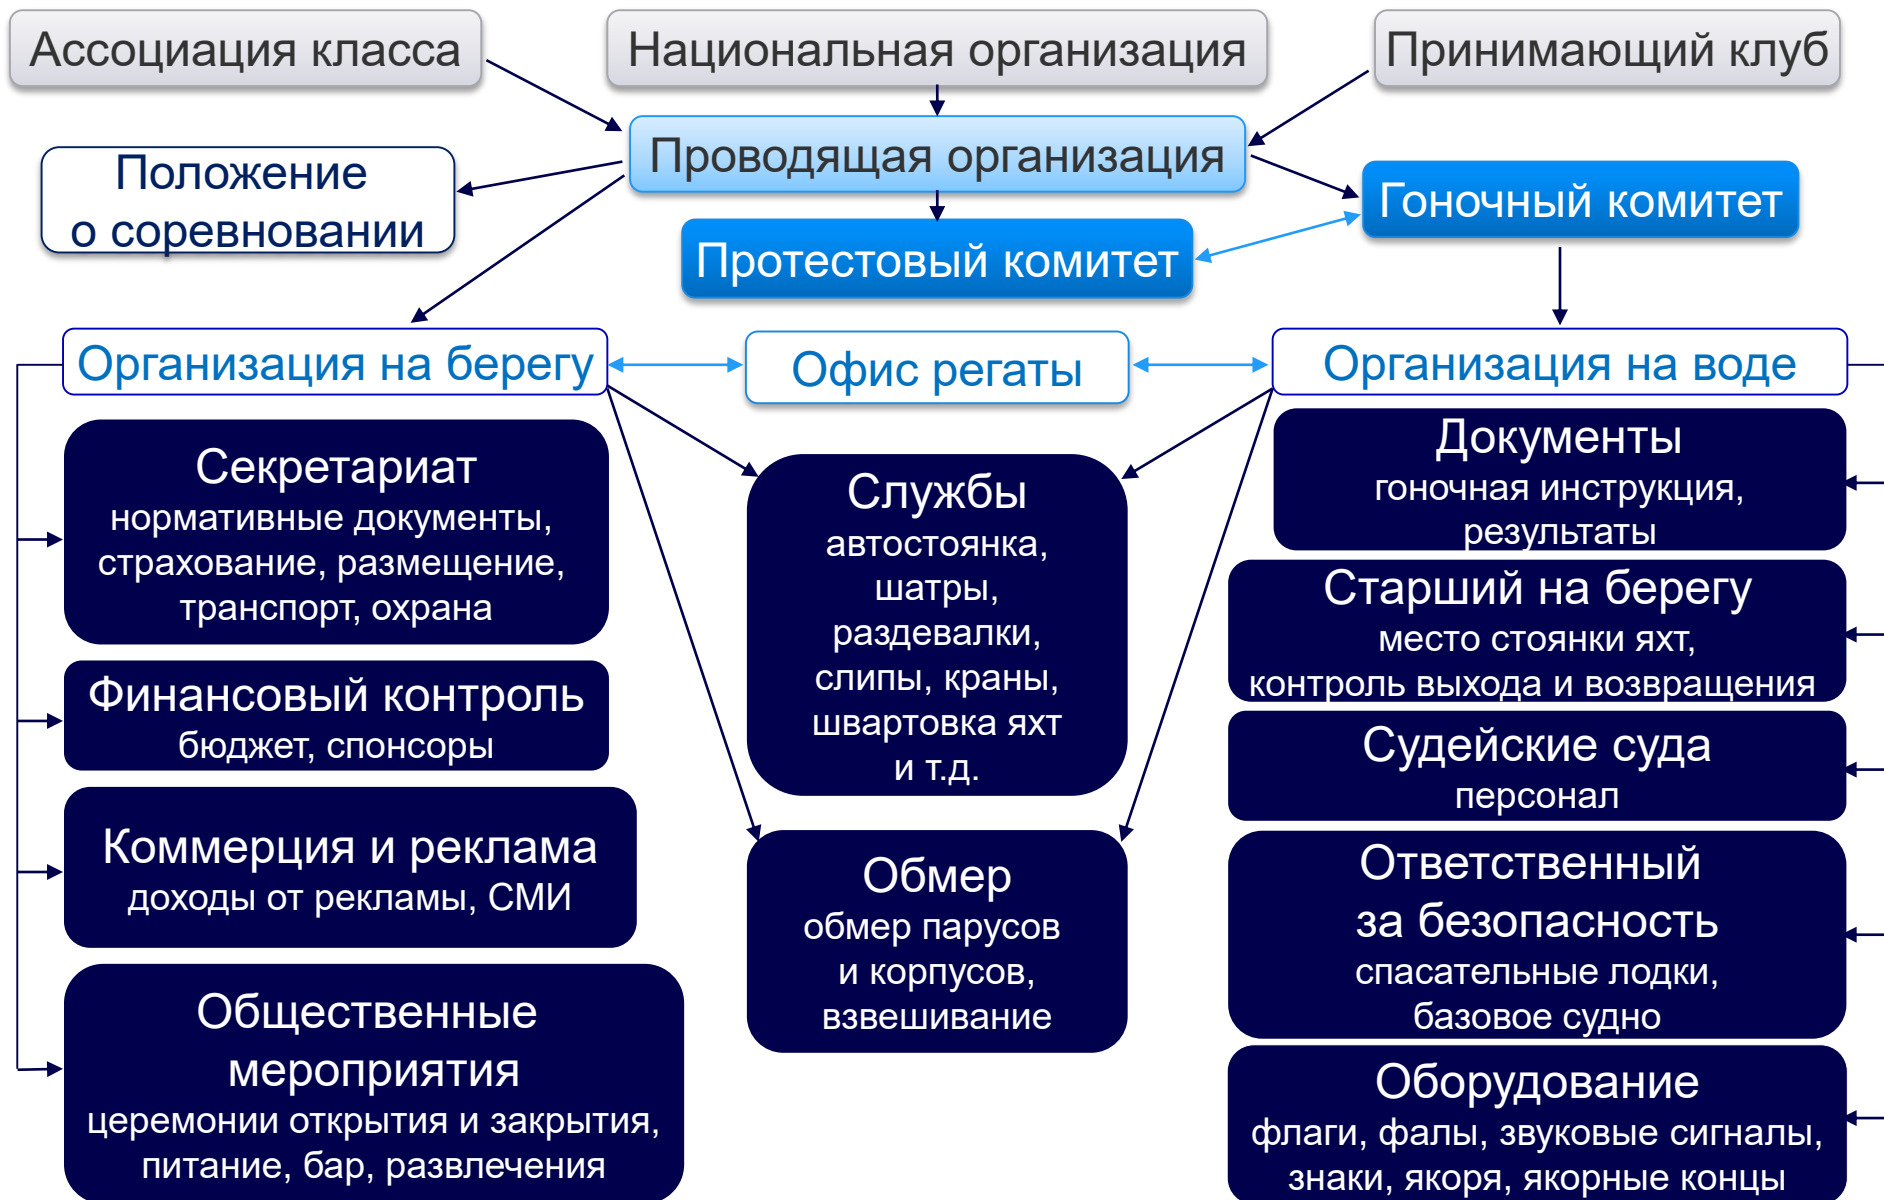 Ассоциация класса
Национальная организация
Принимающий клуб
Проводящая организация
Положение
о соревновании
Гоночный комитет
Протестовый комитет
Организация на берегу
Офис регаты
Организация на воде
Секретариат
нормативные документы,
страхование, размещение,
транспорт, охрана
Финансовый контроль
бюджет, спонсоры
Коммерция и реклама
доходы от рекламы, СМИ
Общественные
мероприятия
церемонии открытия и закрытия,
питание, бар, развлечения
Службы
автостоянка,
шатры,
раздевалки,
слипы, краны,
швартовка яхт
и т.д.
Обмер
обмер парусов
и корпусов,
взвешивание
Документы
гоночная инструкция,
результаты
Старший на берегу
место стоянки яхт,
контроль выхода и возвращения
Судейские суда
персонал
Ответственный
за безопасность
спасательные лодки,
базовое судно
Оборудование
флаги, фалы, звуковые сигналы,
знаки, якоря, якорные концы